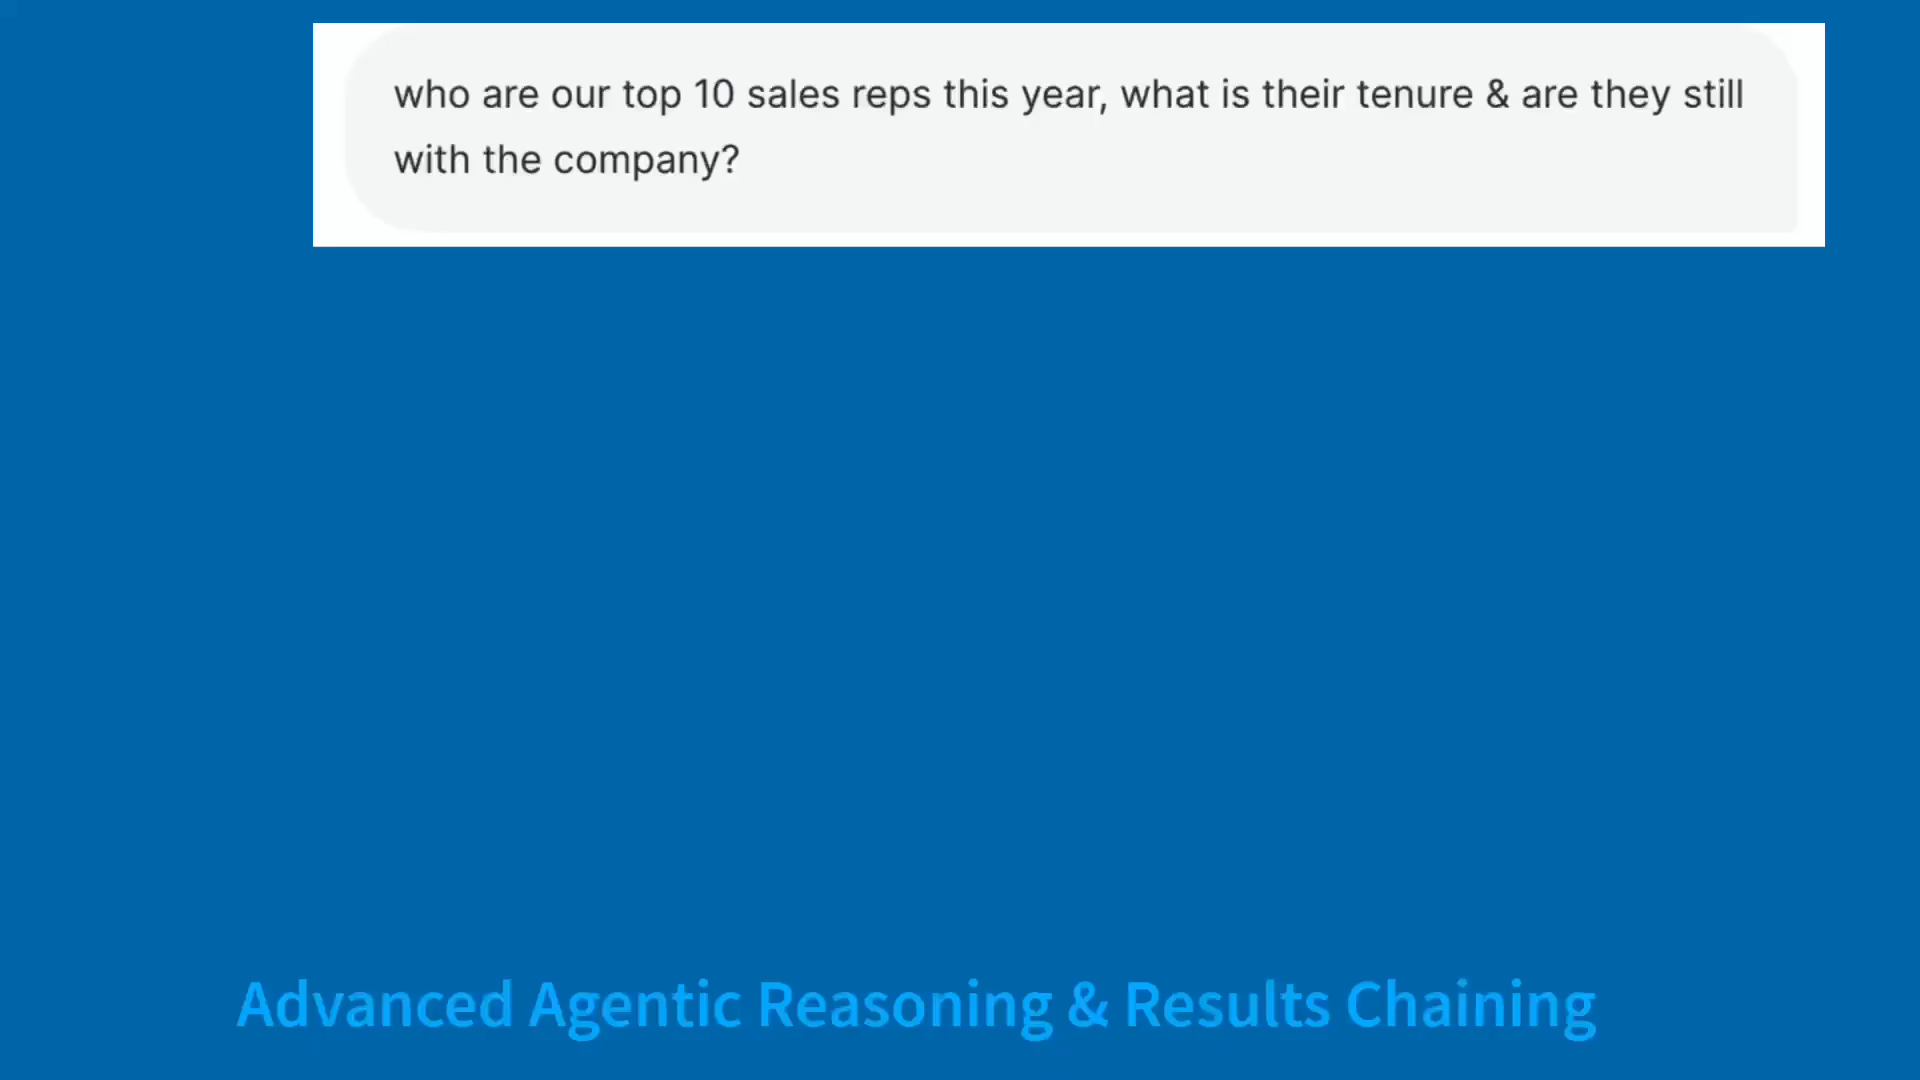 who are our top 10 sales reps this year, what is their tenure & are they still
with the company?
Advanced Agentic Reasoning & Results Chaining